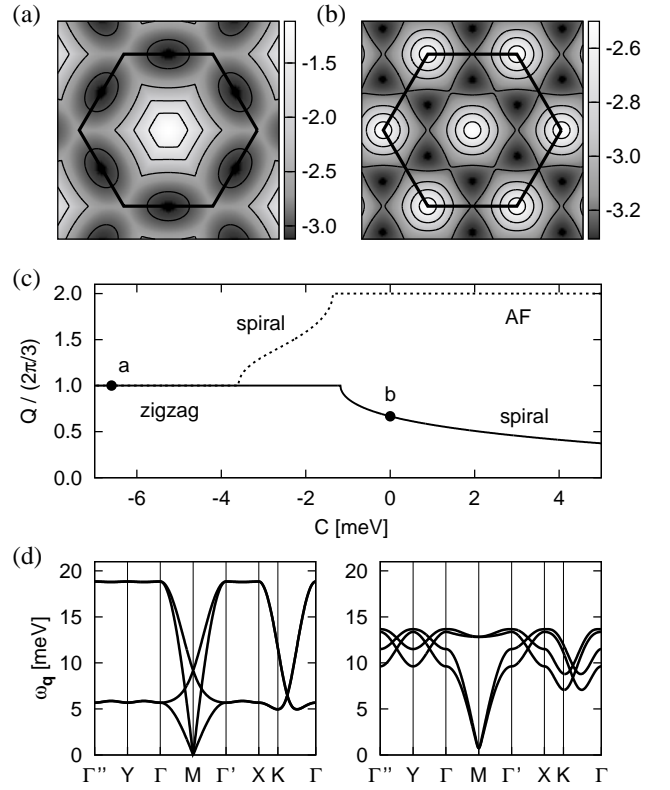 (a)
-1.5
-2.0
-2.5
-3.0
(b)
-2.6
-2.8
-3.0
-3.2
(c)
Q / (2π/3)
2.0
1.5
1.0
0.5
0.0
spiral
AF
a
zigzag
b
spiral
-6
-4
-2
0
2
4
C [meV]
(d)
ω_q [meV]
20
15
10
5
0
Γ'' Y Γ M Γ' X K Γ
20
15
10
5
0
Γ'' Y Γ M Γ' X K Γ